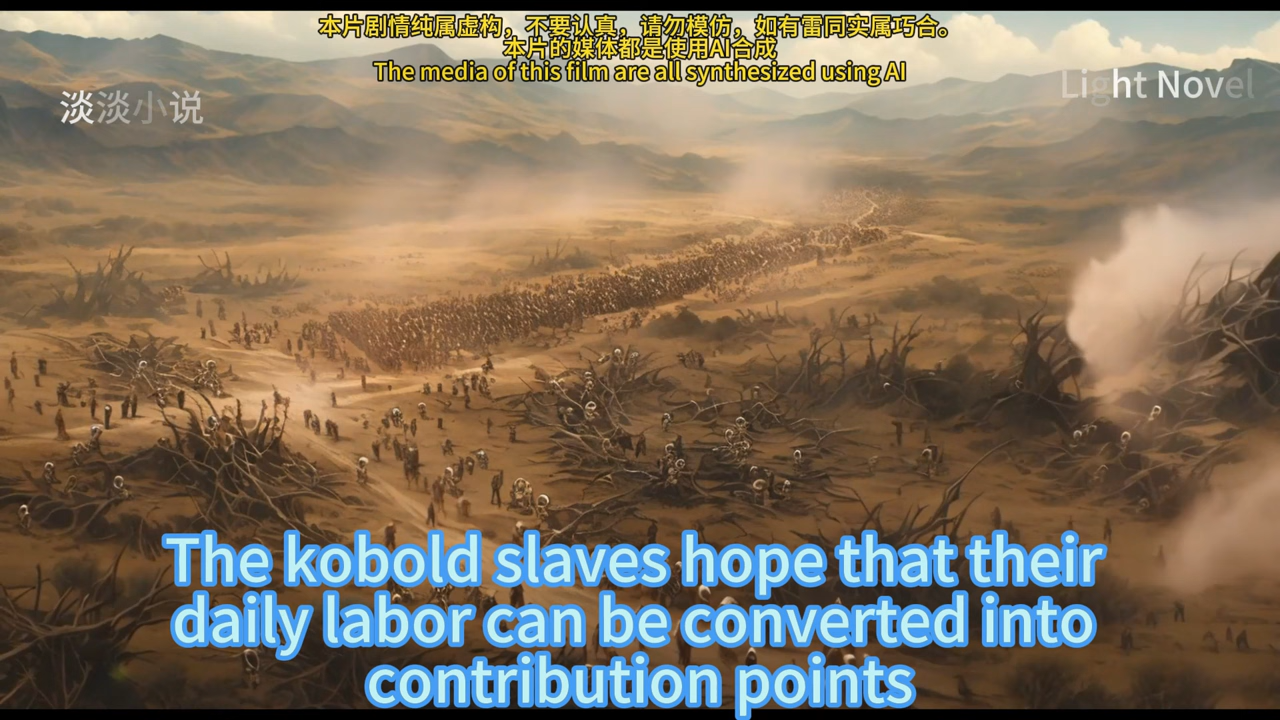 本片剧情纯属虚构，不要认真，请勿模仿，如有雷同实属巧合。
本片的媒体都是使用AI合成
The media of this film are all synthesized using AI
淡淡小说
Light Novel
The kobold slaves hope that their
daily labor can be converted into
contribution points